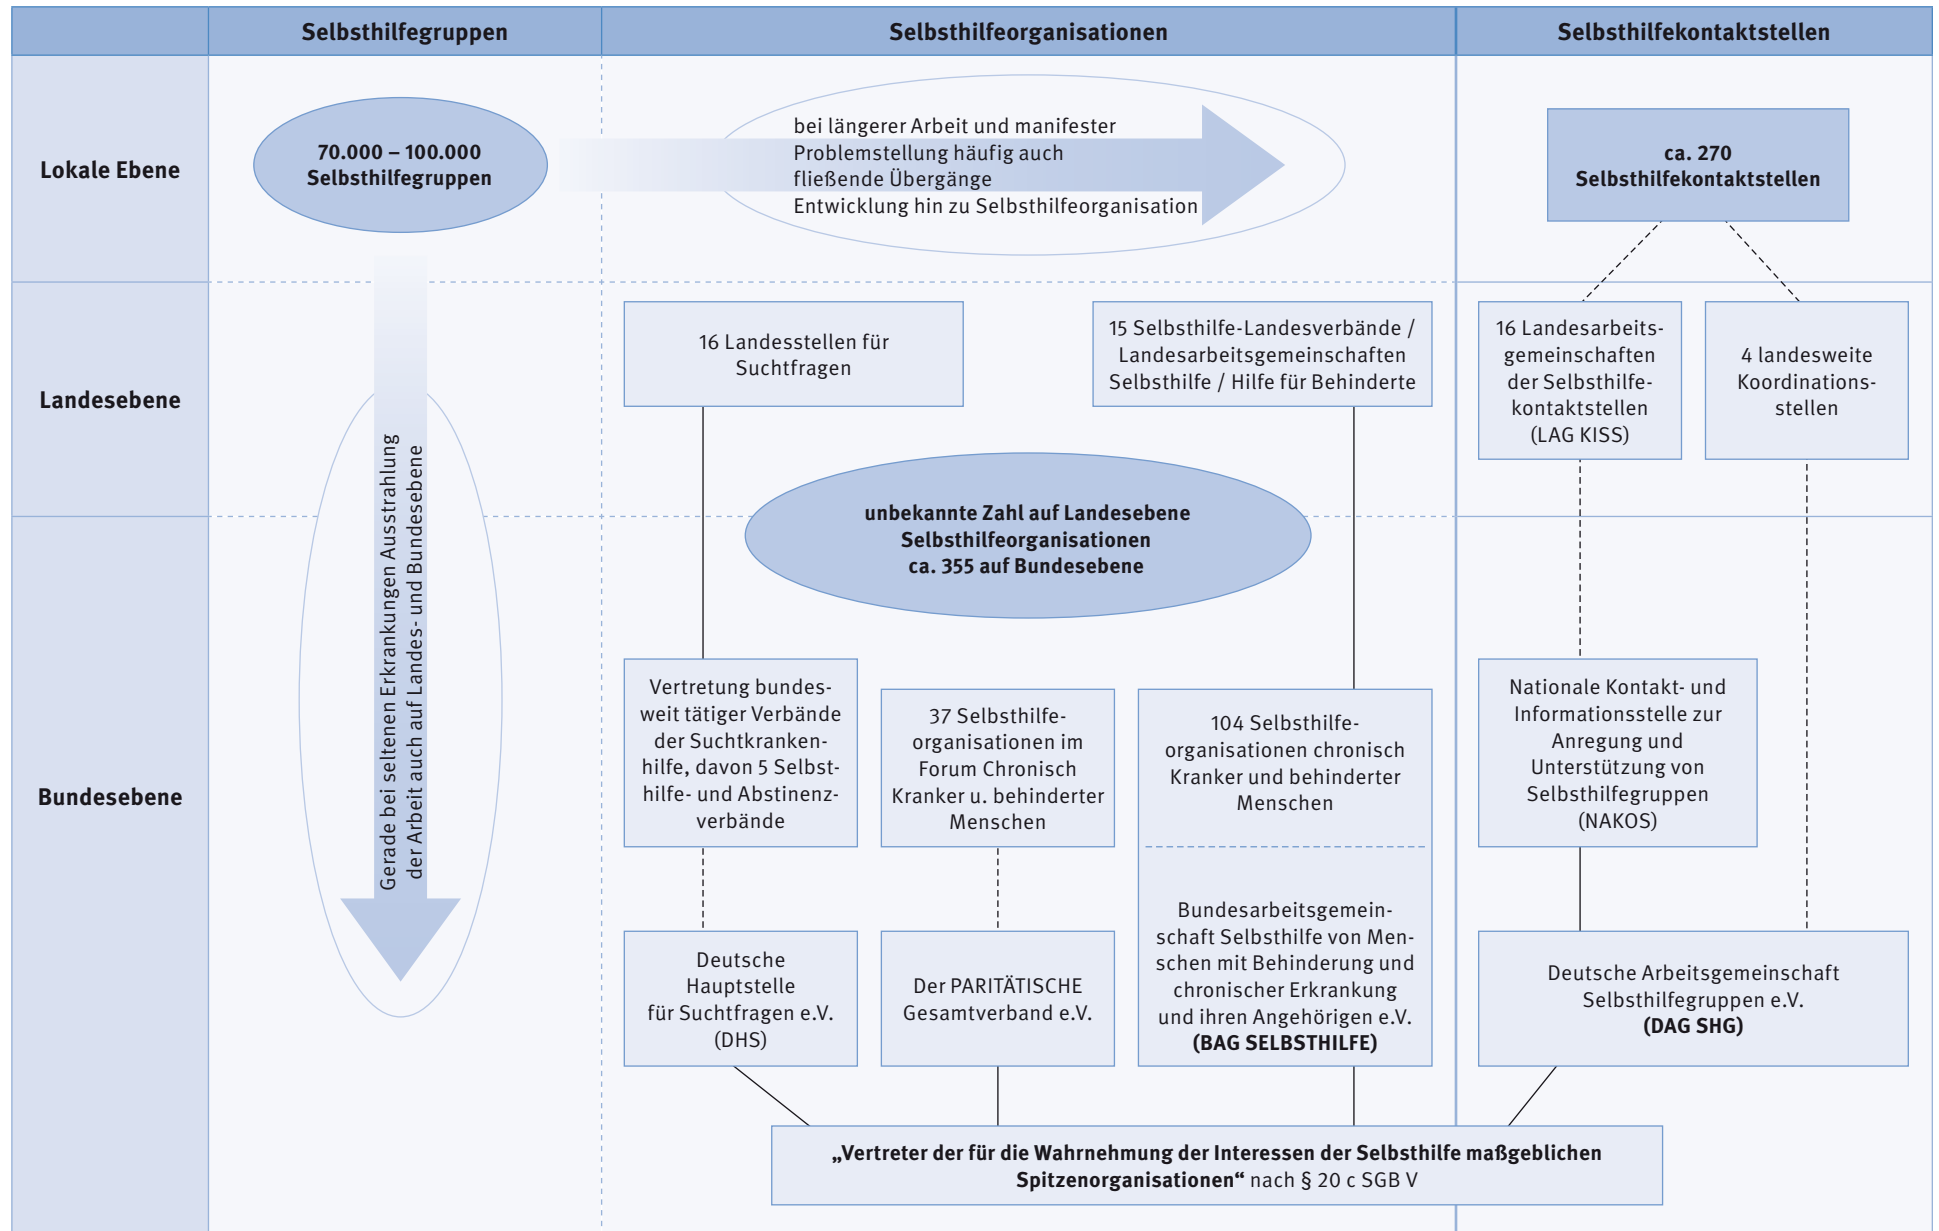 Selbsthilfegruppen
Selbsthilfeorganisationen
Selbsthilfekontaktstellen
Lokale Ebene
70.000 – 100.000
Selbsthilfegruppen
bei längerer Arbeit und manifester
Problemstellung häufig auch
fließende Übergänge
Entwicklung hin zu Selbsthilfeorganisation
ca. 270
Selbsthilfekontaktstellen
Landesebene
16 Landesstellen für
Suchtfragen
15 Selbsthilfe-Landesverbände /
Landesarbeitsgemeinschaften
Selbsthilfe / Hilfe für Behinderte
16 Landesarbeits-
gemeinschaften
der Selbsthilfe-
kontaktstellen
(LAG KISS)
4 landesweite
Koordinations-
stellen
Gerade bei seltenen Erkrankungen Ausstrahlung
der Arbeit auch auf Landes- und Bundesebene
unbekannte Zahl auf Landesebene
Selbsthilfeorganisationen
ca. 355 auf Bundesebene
Bundesebene
Vertretung bundes-
weit tätiger Verbände
der Suchtkranken-
hilfe, davon 5 Selbst-
hilfe- und Abstinenz-
verbände
37 Selbsthilfe-
organisationen im
Forum Chronisch
Kranker u. behinderter
Menschen
104 Selbsthilfe-
organisationen chronisch
Kranker und behinderter
Menschen
Nationale Kontakt- und
Informationsstelle zur
Anregung und
Unterstützung von
Selbsthilfegruppen
(NAKOS)
Deutsche
Hauptstelle
für Suchtfragen e.V.
(DHS)
Der PARITÄTISCHE
Gesamtverband e.V.
Bundesarbeitsgemein-
schaft Selbsthilfe von Men-
schen mit Behinderung und
chronischer Erkrankung
und ihren Angehörigen e.V.
(BAG SELBSTHILFE)
Deutsche Arbeitsgemeinschaft
Selbsthilfegruppen e.V.
(DAG SHG)
„Vertreter der für die Wahrnehmung der Interessen der Selbsthilfe maßgeblichen
Spitzenorganisationen“ nach § 20 c SGB V